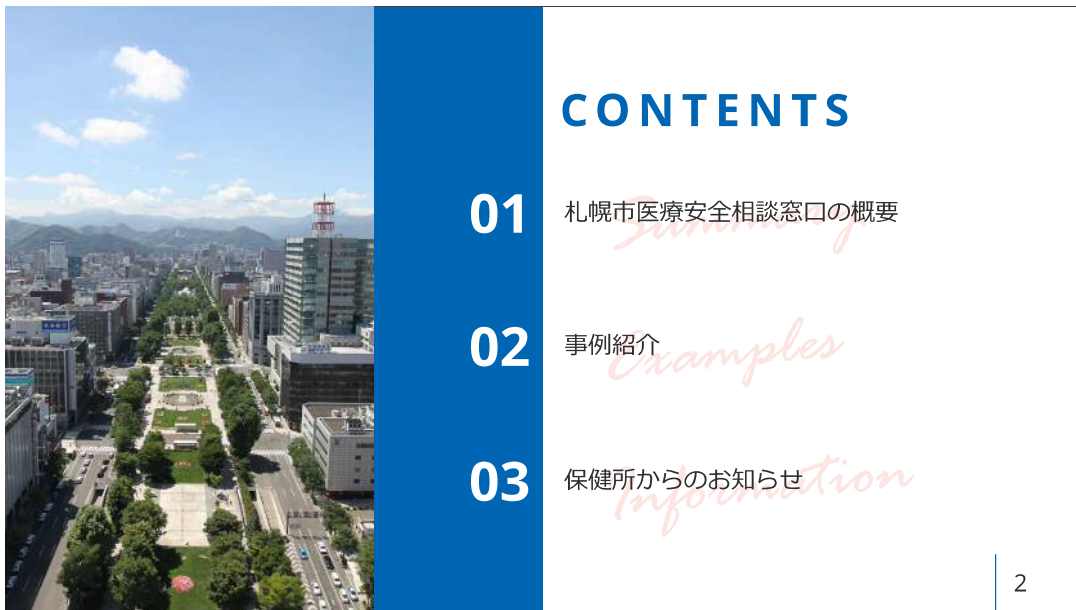 CONTENTS
01
札幌市医療安全相談窓口の概要
Summary
02
事例紹介
Examples
03
保健所からのお知らせ
Information
2